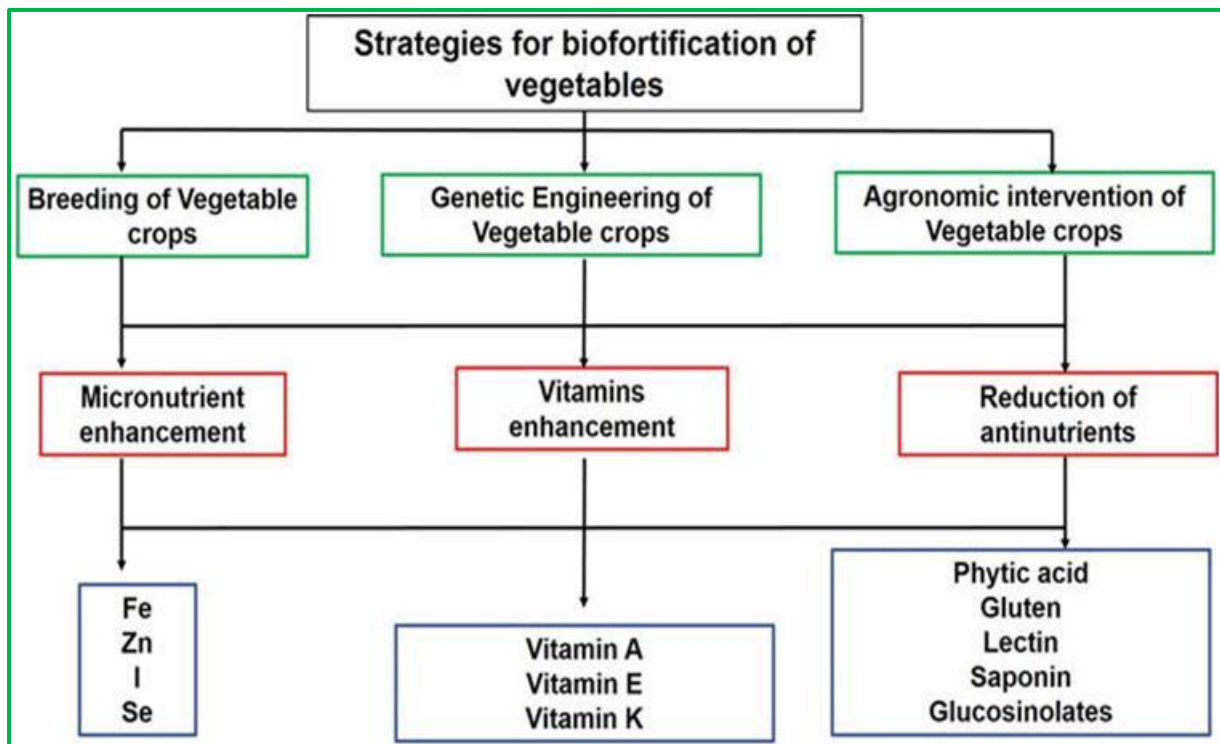 Strategies for biofortification of
vegetables
Breeding of Vegetable
crops
Genetic Engineering of
Vegetable crops
Agronomic intervention of
Vegetable crops
Micronutrient
enhancement
Vitamins
enhancement
Reduction of
antinutrients
Fe
Zn
I
Se
Vitamin A
Vitamin E
Vitamin K
Phytic acid
Gluten
Lectin
Saponin
Glucosinolates